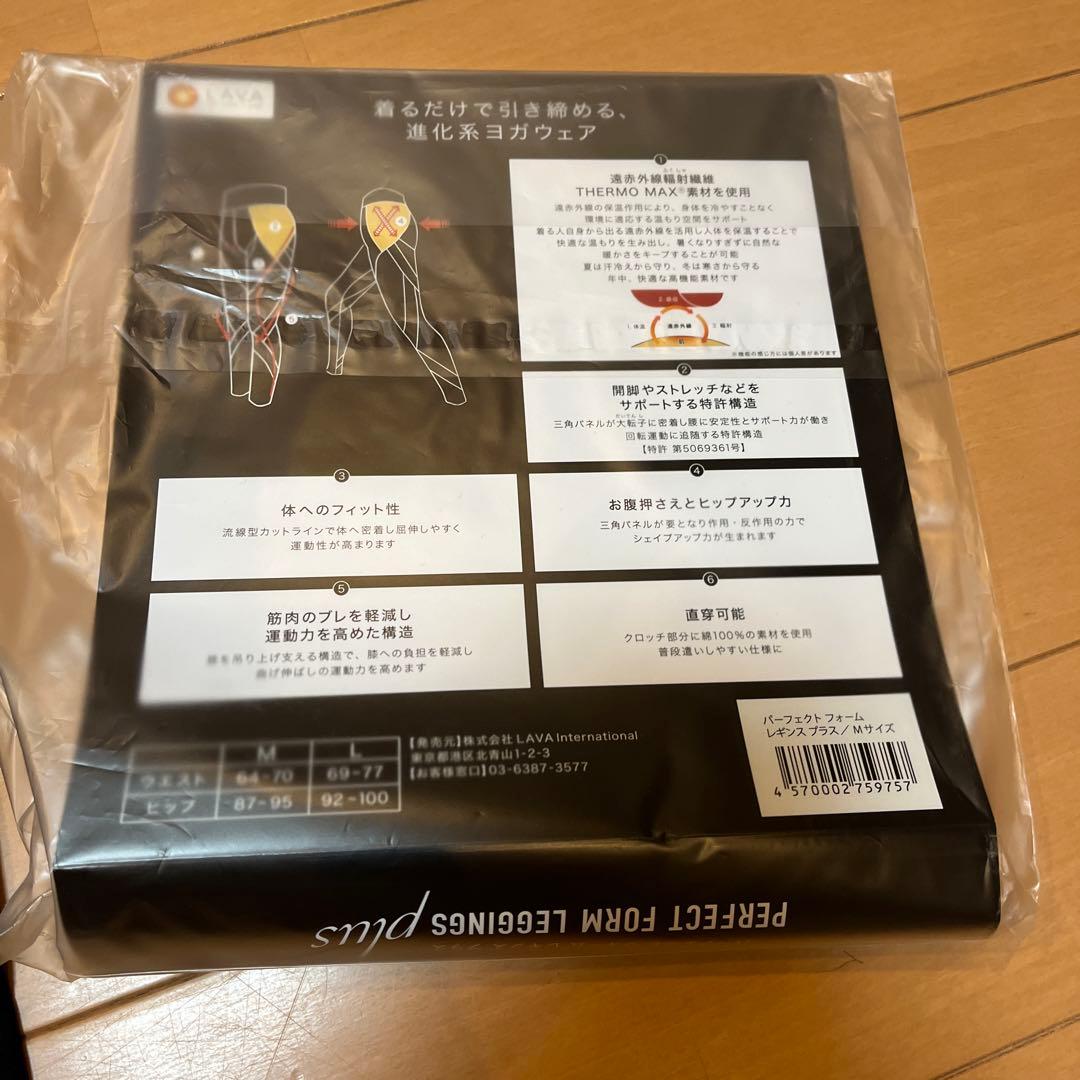 LAVA
着るだけで引き締める、
進化系ヨガウェア
1
ふくしゃ
遠赤外線輻射繊維
THERMO MAX®素材を使用
遠赤外線の保温作用により、身体を冷やすことなく
環境に適応する温もり空間をサポート
着る人自身から出る遠赤外線を活用し人体を保温することで
快適な温もりを生み出し、暑くなりすぎずに自然な
暖かさをキープすることが可能
夏は汗冷えから守り、冬は寒さから守る
年中、快適な高機能素材です
2.吸収
1.体温 遠赤外線 3.輻射
肌
※機能の感じ方には個人差があります
4
5
2
開脚やストレッチなどを
サポートする特許構造
だいてんし
三角パネルが大転子に密着し腰に安定性とサポート力が働き
回転運動に追随する特許構造
【特許 第5069361号】
3
体へのフィット性
流線型カットラインで体へ密着し屈伸しやすく
運動性が高まります
4
お腹押さえとヒップアップ力
三角パネルが要となり作用・反作用の力で
シェイプアップ力が生まれます
5
筋肉のブレを軽減し
運動力を高めた構造
膝を吊り上げ支える構造で、膝への負担を軽減し
曲げ伸ばしの運動力を高めます
6
直穿可能
クロッチ部分に綿100%の素材を使用
普段遣いしやすい仕様に
M L
ウエスト 64-70 69-77
ヒップ 87-95 92-100
【発売元】株式会社 LAVA International
東京都港区北青山1-2-3
【お客様窓口】03-6387-3577
パーフェクト フォーム
レギンス プラス/Mサイズ
4 570002 759757
PERFECT FORM LEGGINGS plus